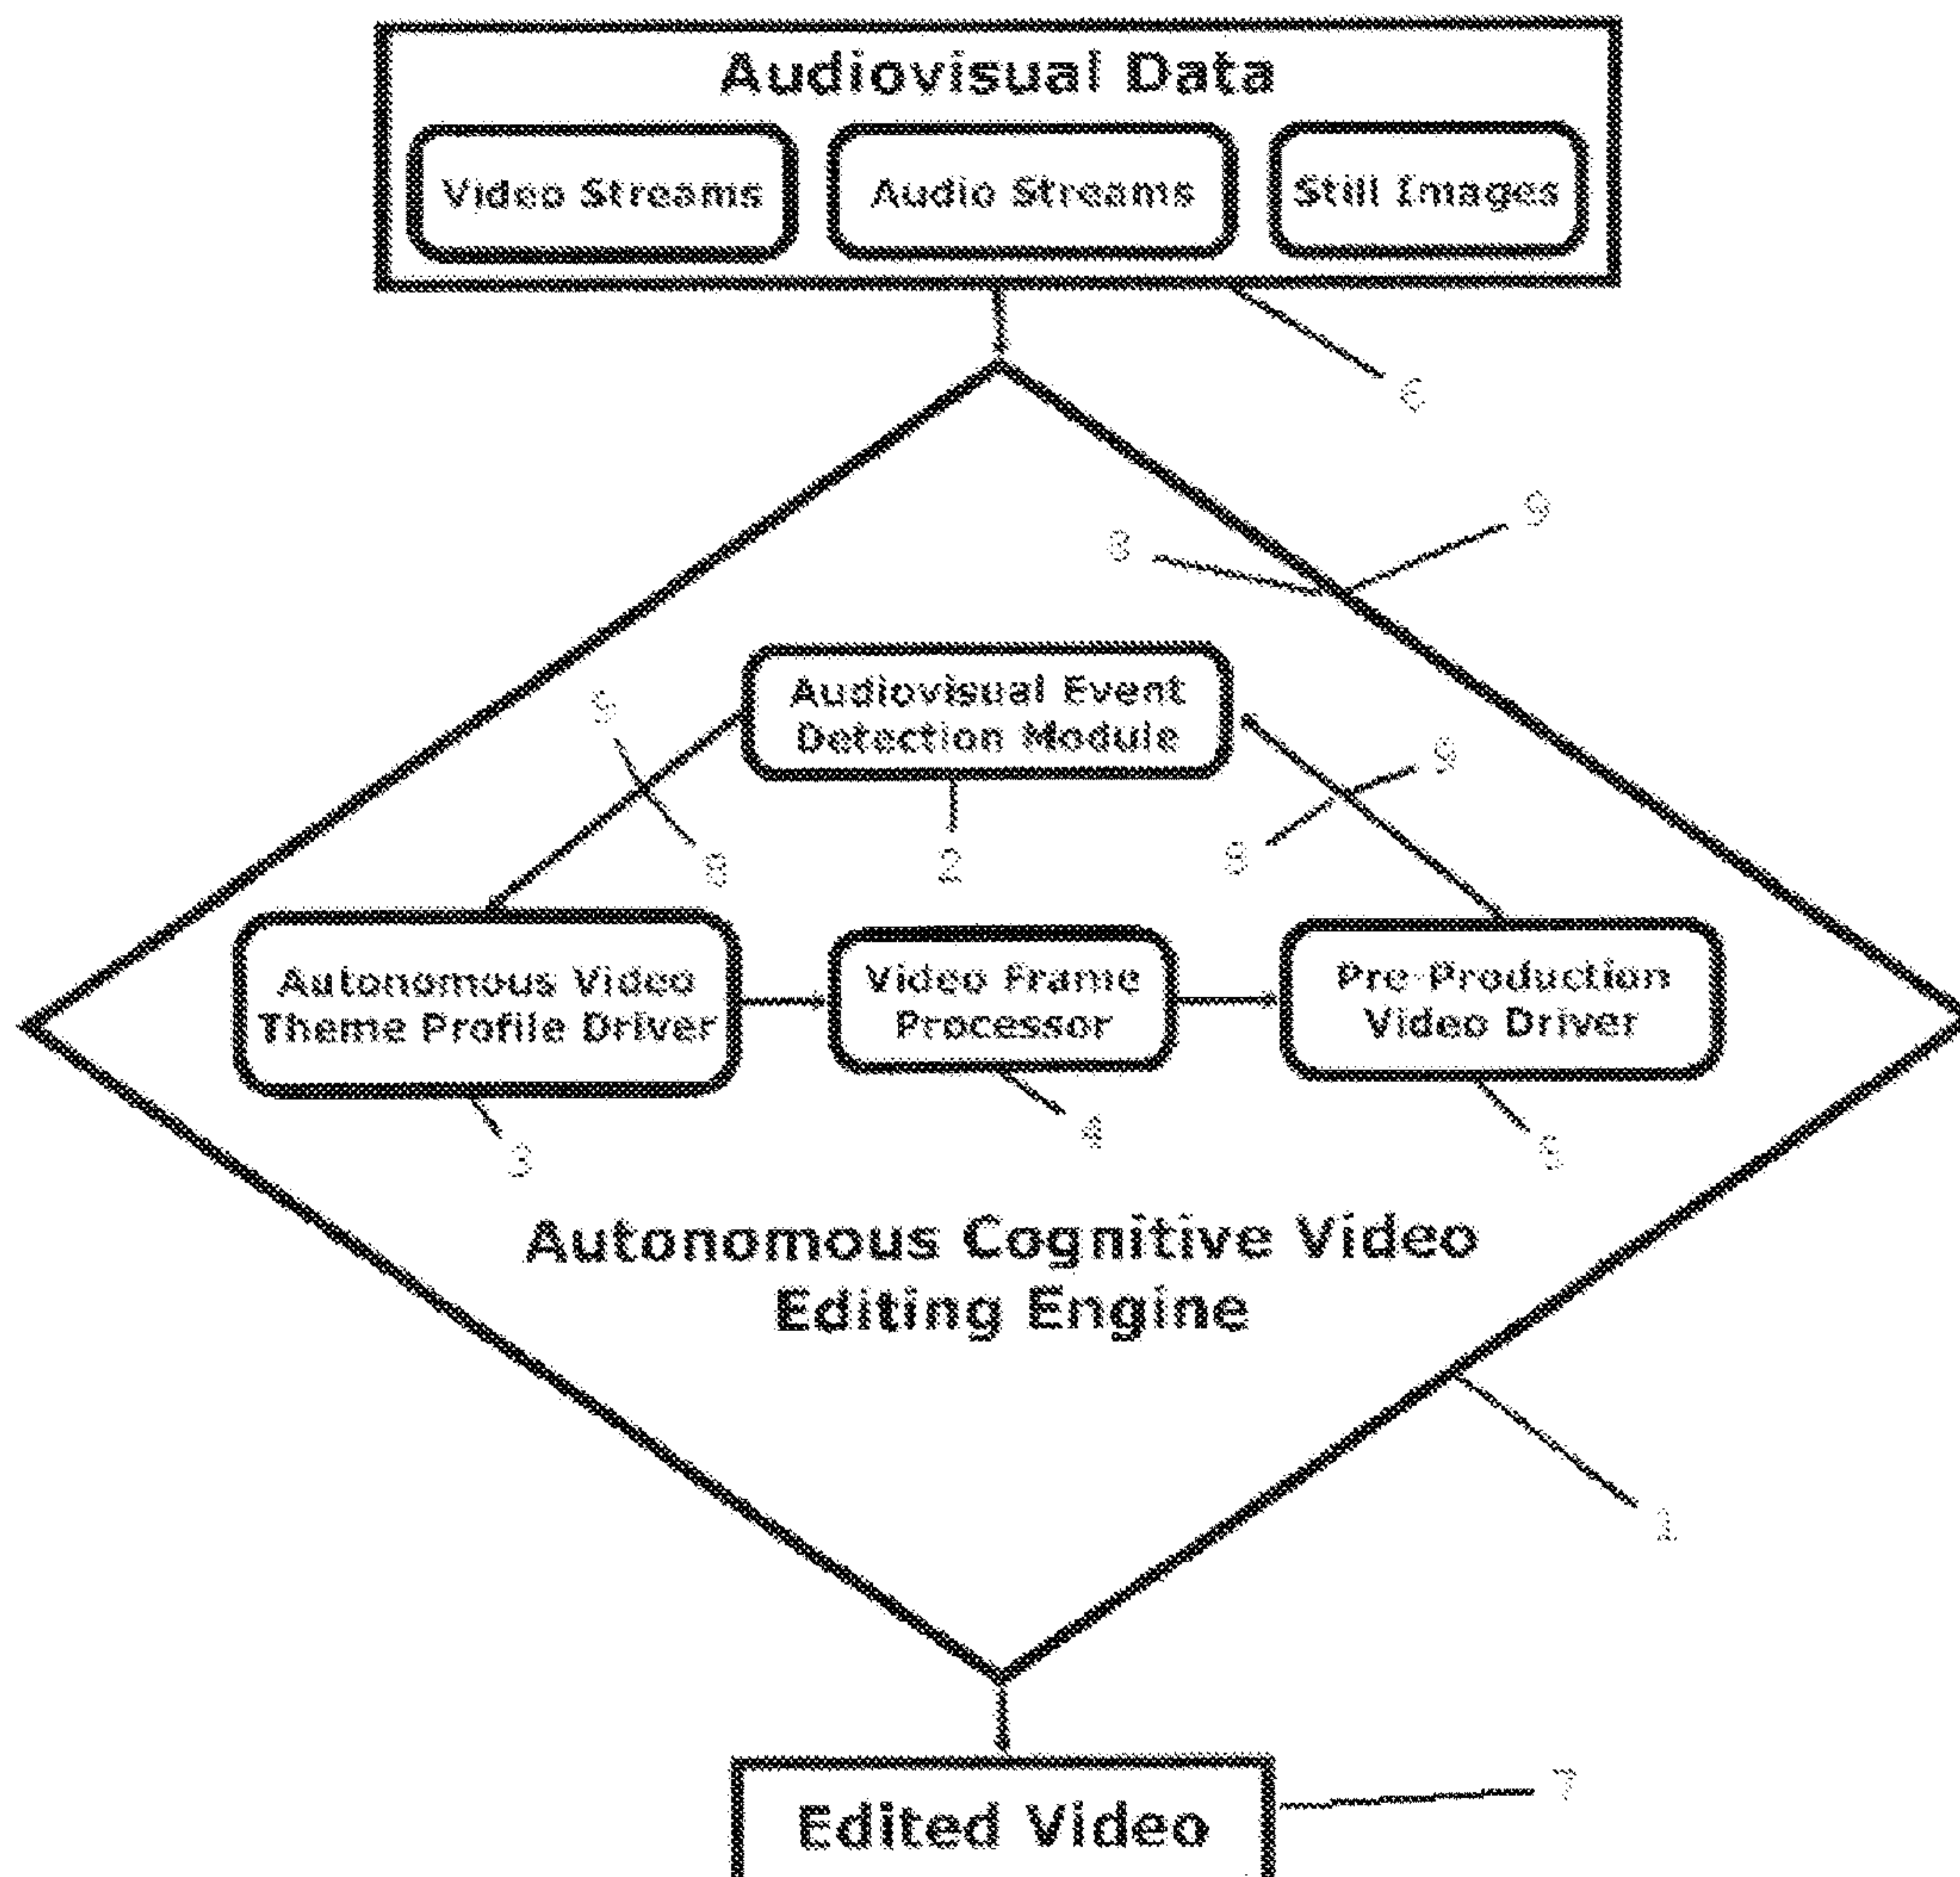 Audiovisual Data
Video Streams
Audio Streams
Still Images
6
9
8
Audiovisual Event
Detection Module
9
8
2
8
9
Autonomous Video
Theme Profile Driver
Video Frame
Processor
Pre-Production
Video Driver
3
4
5
Autonomous Cognitive Video
Editing Engine
1
Edited Video
7